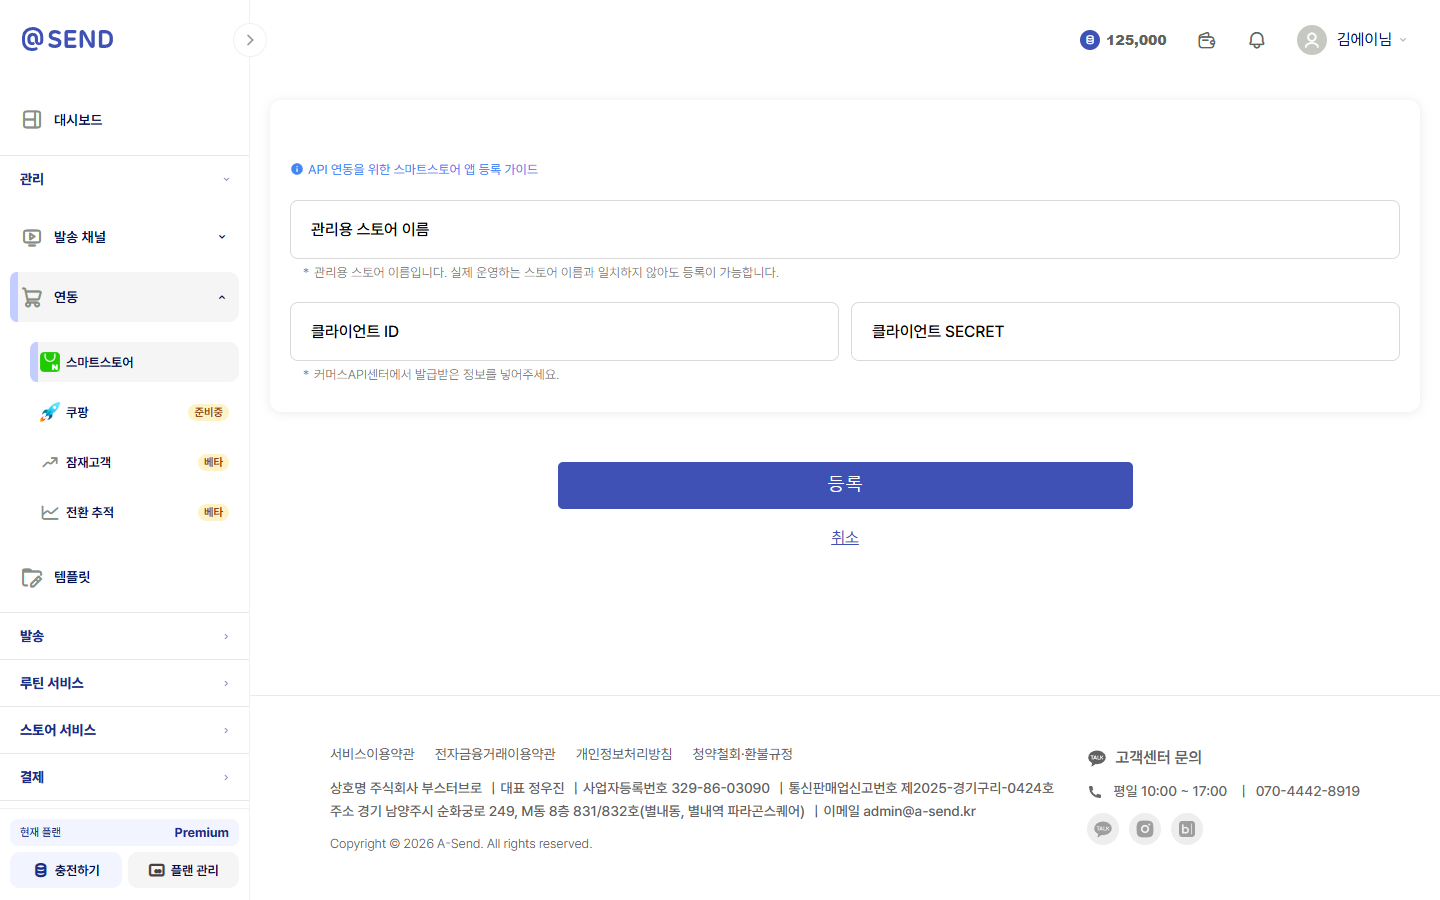 @SEND
125,000
김에이님
대시보드
관리
발송 채널
연동
스마트스토어
쿠팡
준비중
잠재고객
베타
전환 추적
베타
템플릿
발송
루틴 서비스
스토어 서비스
결제
현재 플랜
Premium
충전하기
플랜 관리
API 연동을 위한 스마트스토어 앱 등록 가이드
관리용 스토어 이름
* 관리용 스토어 이름입니다. 실제 운영하는 스토어 이름과 일치하지 않아도 등록이 가능합니다.
클라이언트 ID
클라이언트 SECRET
* 커머스API센터에서 발급받은 정보를 넣어주세요.
등록
취소
서비스이용약관 전자금융거래이용약관 개인정보처리방침 청약철회·환불규정
상호명 주식회사 부스터브로 | 대표 정우진 | 사업자등록번호 329-86-03090 | 통신판매업신고번호 제2025-경기구리-0424호
주소 경기 남양주시 순화궁로 249, M동 8층 831/832호(별내동, 별내역 파라곤스퀘어) | 이메일 admin@a-send.kr
Copyright © 2026 A-Send. All rights reserved.
TALK 고객센터 문의
평일 10:00 ~ 17:00 | 070-4442-8919
TALK
b|